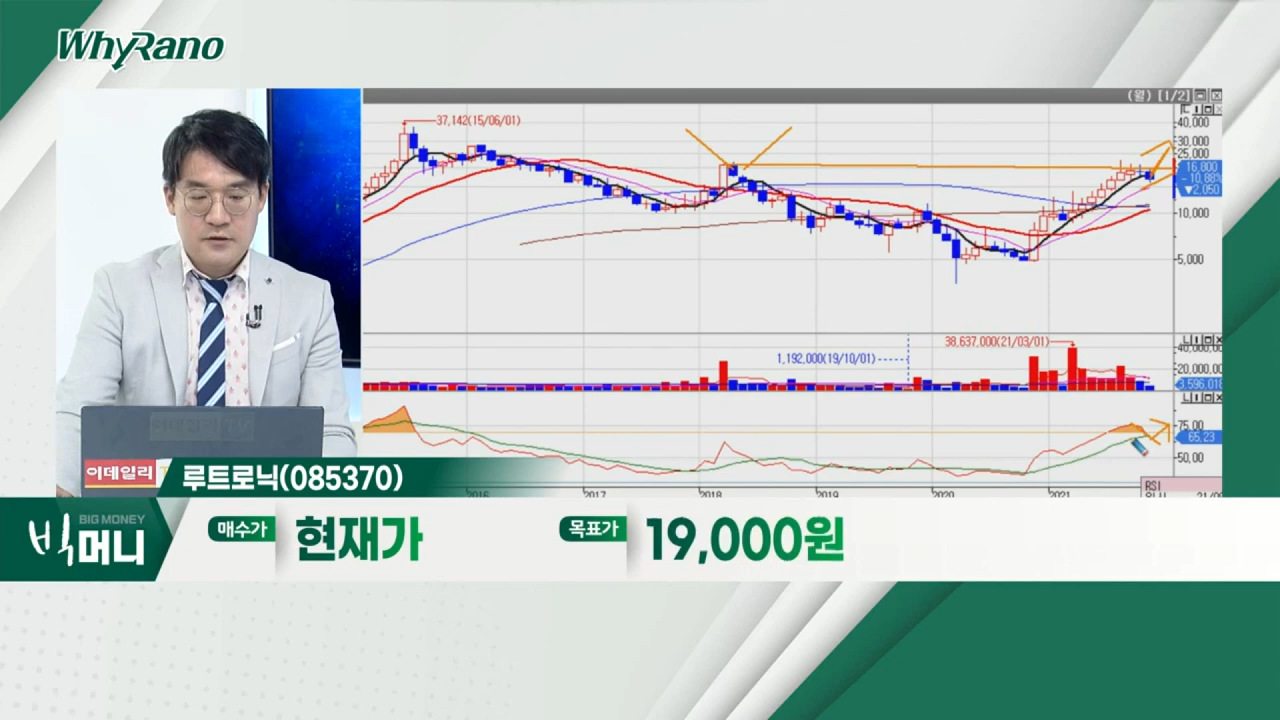 WhyRano
(월) [1/2]
37,142(15/06/01)
40,000
30,000
25,000
16,800
-10.88%
▼2,050
10,000
5,000
38,637,000(21/03/01)
1,192,000(19/10/01)
40,000,00
20,000,00
3,596,018
75,00
65,23
50,00
RSI
2016 2017 2018 2019 2020 2021
이데일리
루트로닉(085370)
BIG MONEY
빅머니
매수가 현재가 목표가 19,000원